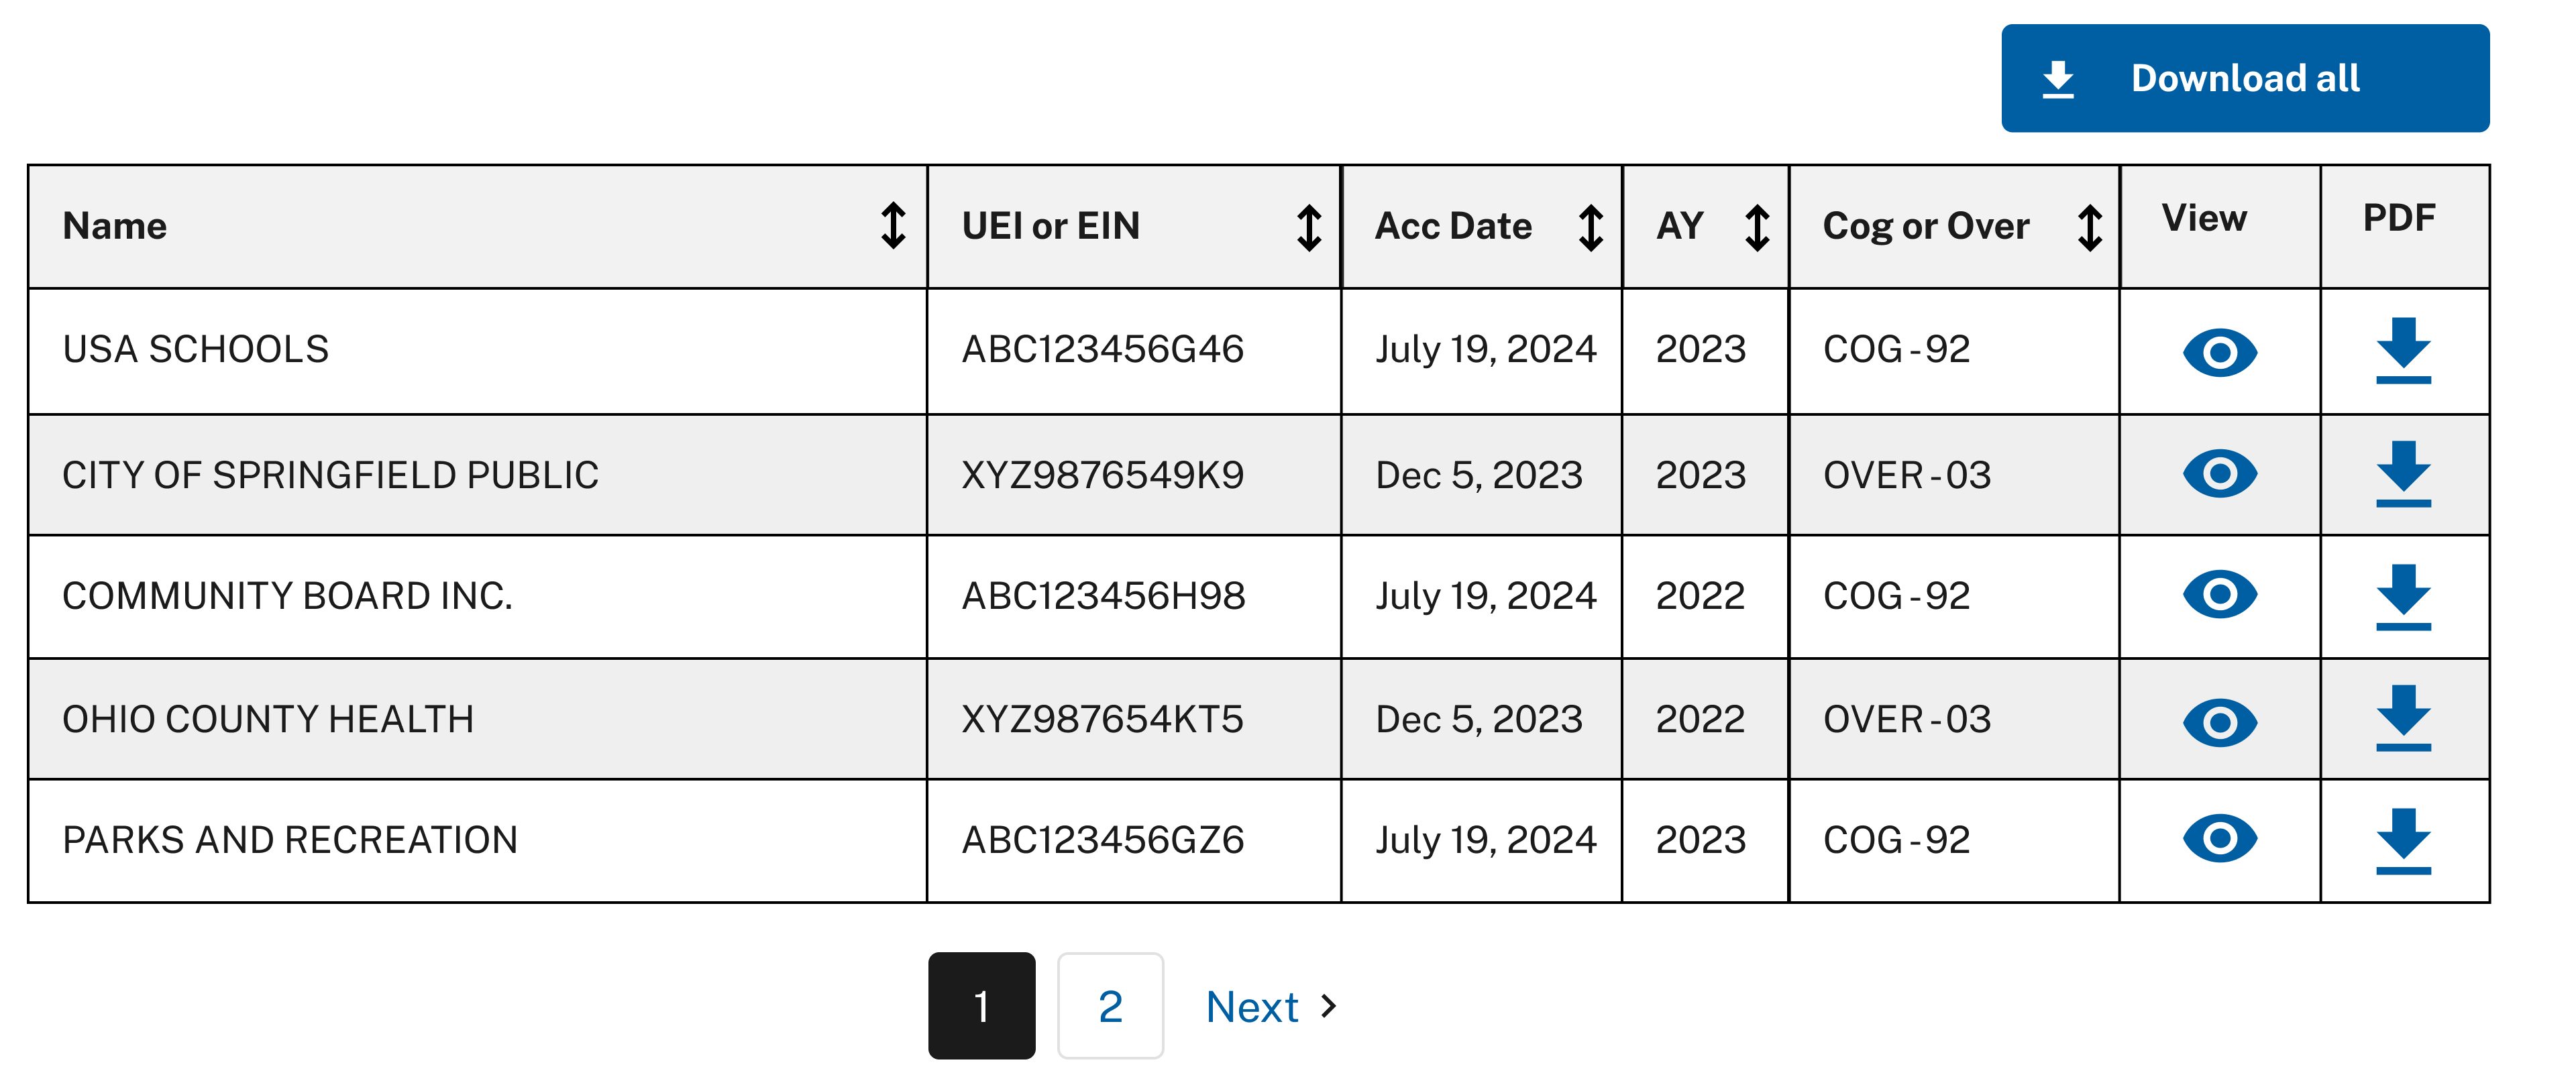 Download all
Name UEI or EIN Acc Date AY Cog or Over View PDF
USA SCHOOLS ABC123456G46 July 19, 2024 2023 COG-92
CITY OF SPRINGFIELD PUBLIC XYZ9876549K9 Dec 5, 2023 2023 OVER-03
COMMUNITY BOARD INC. ABC123456H98 July 19, 2024 2022 COG-92
OHIO COUNTY HEALTH XYZ987654KT5 Dec 5, 2023 2022 OVER-03
PARKS AND RECREATION ABC123456GZ6 July 19, 2024 2023 COG-92
1 2 Next